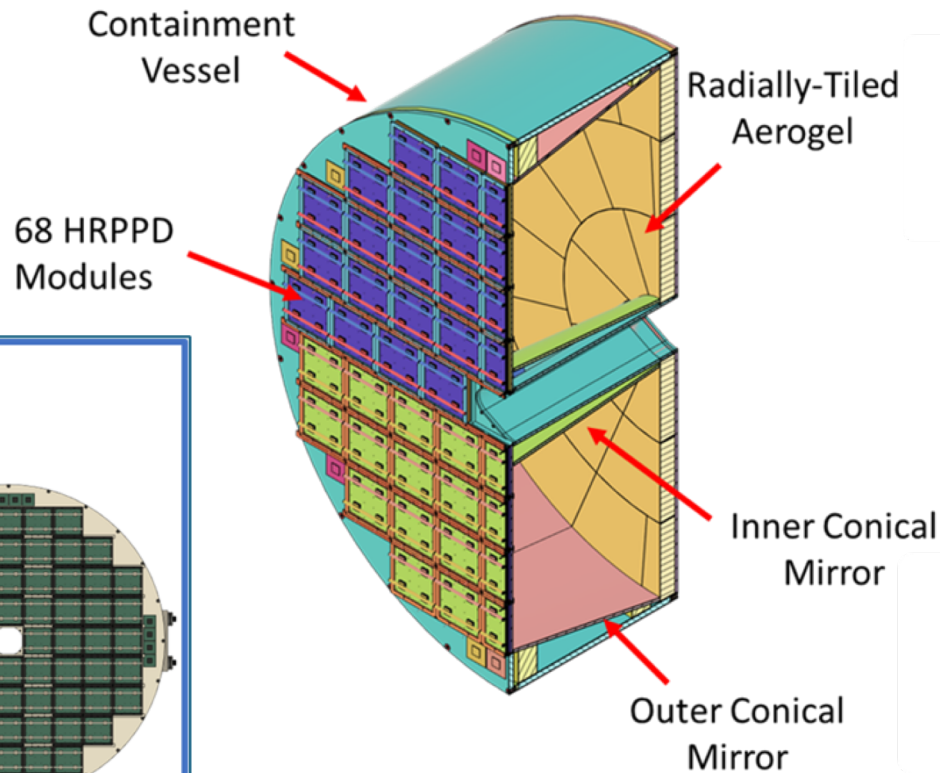 Containment
Vessel
Radially-Tiled
Aerogel
68 HRPPD
Modules
Inner Conical
Mirror
Outer Conical
Mirror